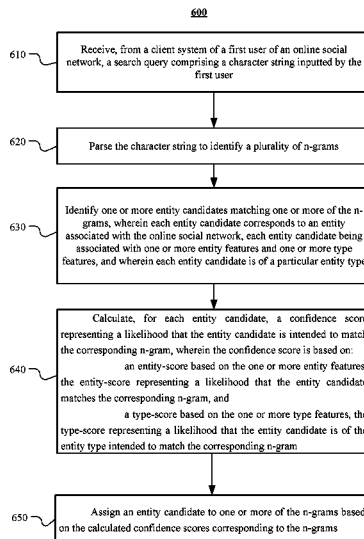 600
610
Receive, from a client system of a first user of an online social
network, a search query comprising a character string inputted by the
first user
620
Parse the character string to identify a plurality of n-grams
630
Identify one or more entity candidates matching one or more of the n-
grams, wherein each entity candidate corresponds to an entity
associated with the online social network, each entity candidate being
associated with one or more entity features and one or more type
features, and wherein each entity candidate is of a particular entity type
640
Calculate, for each entity candidate, a confidence score
representing a likelihood that the entity candidate is intended to match
the corresponding n-gram, wherein the confidence score is based on:
an entity-score based on the one or more entity features,
the entity-score representing a likelihood that the entity candidate
matches the corresponding n-gram, and
a type-score based on the one or more type features, the
type-score representing a likelihood that the entity candidate is of the
entity type intended to match the corresponding n-gram
650
Assign an entity candidate to one or more of the n-grams based
on the calculated confidence scores corresponding to the n-grams